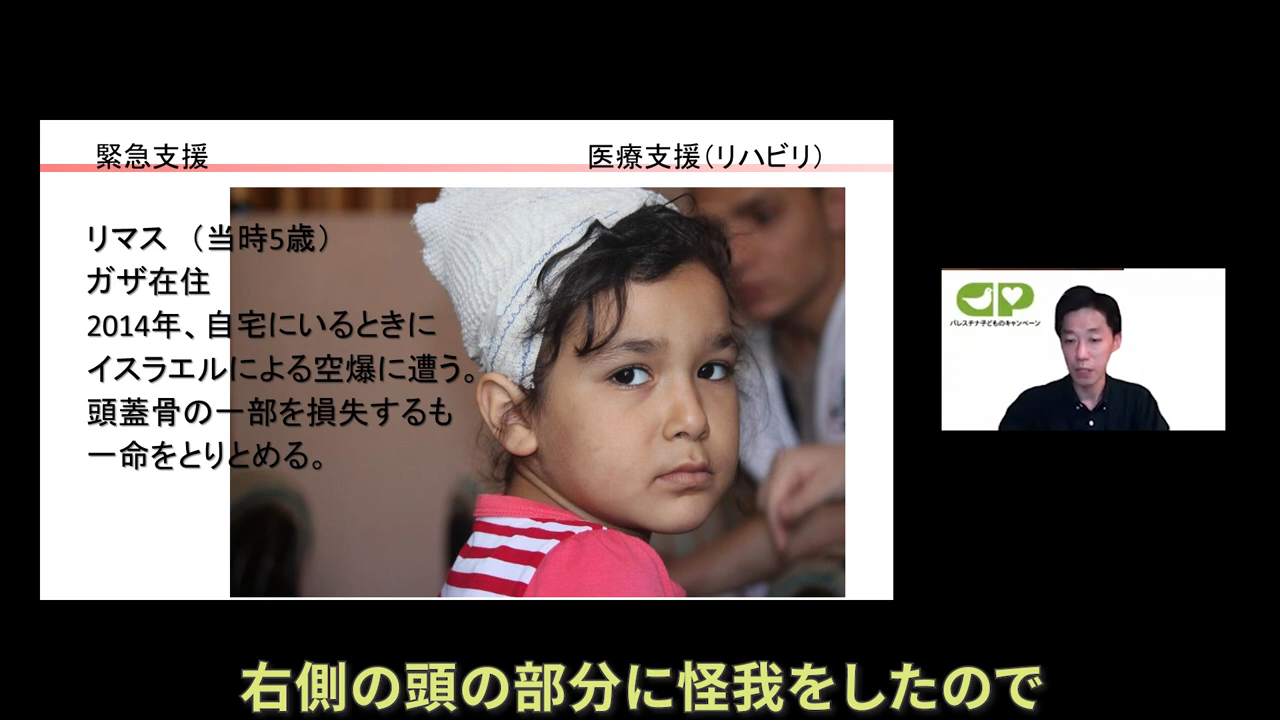 緊急支援
医療支援（リハビリ）
リマス　（当時5歳）
ガザ在住
2014年、自宅にいるときに
イスラエルによる空爆に遭う。
頭蓋骨の一部を損失するも
一命をとりとめる。
パレスチナ子どものキャンペーン
右側の頭の部分に怪我をしたので